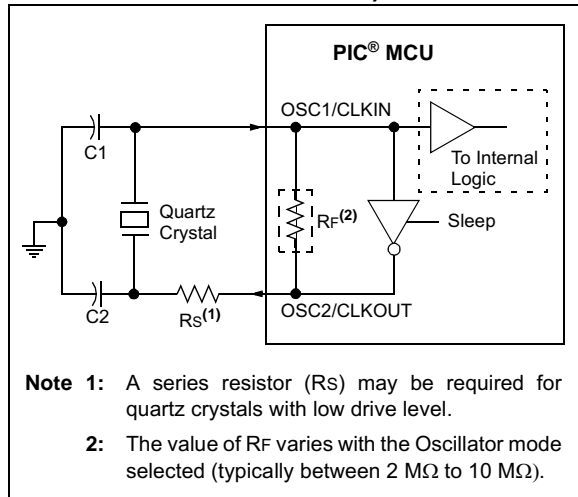 PIC® MCU
OSC1/CLKIN
C1
To Internal
Logic
Quartz
Crystal
RF(2)
Sleep
C2
RS(1)
OSC2/CLKOUT
Note 1: A series resistor (RS) may be required for
quartz crystals with low drive level.
2: The value of RF varies with the Oscillator mode
selected (typically between 2 MΩ to 10 MΩ).